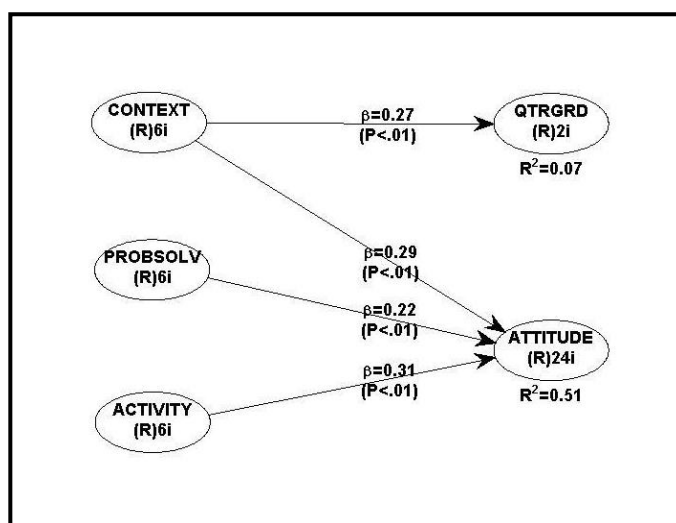 CONTEXT
(R)6i
β=0.27
(P<.01)
QTRGRD
(R)2i
R²=0.07
β=0.29
(P<.01)
PROBSOLV
(R)6i
β=0.22
(P<.01)
ATTITUDE
(R)24i
R²=0.51
β=0.31
(P<.01)
ACTIVITY
(R)6i